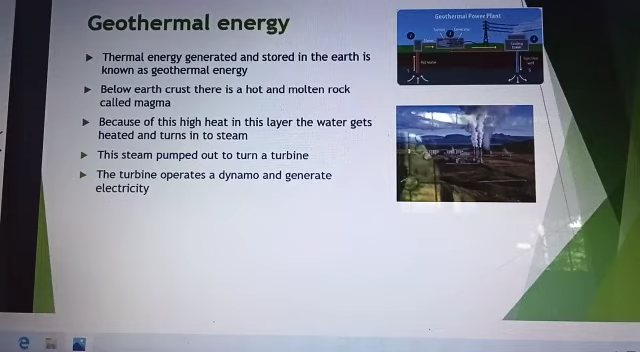 Geothermal energy
Thermal energy generated and stored in the earth is
known as geothermal energy
Below earth crust there is a hot and molten rock
called magma
Because of this high heat in this layer the water gets
heated and turns in to steam
This steam pumped out to turn a turbine
The turbine operates a dynamo and generate
electricity
Geothermal Power Plant